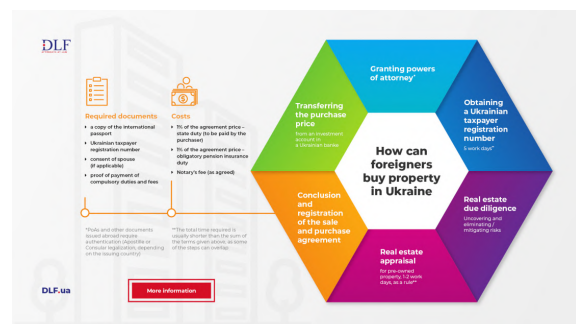 DLF
Required documents
a copy of the international
passport
Ukrainian taxpayer
registration number
consent of spouse
(if applicable)
proof of payment of
compulsory duties and fees
Costs
1% of the agreement price –
state duty (to be paid by the
purchaser)
1% of the agreement price –
obligatory pension insurance
duty
Notary's fee (as agreed)
*PoAs and other documents
issued abroad require
authentication (apostille or
Consular legalization, depending
on the issuing country)
**The total time required is
usually shorter than the sum of
the terms given above, as some
of the steps can overlap
DLF.ua
More information
How can
foreigners
buy property
in Ukraine
Granting powers
of attorney*
Obtaining
a Ukrainian
taxpayer
registration
number
5 work days**
Real estate
due diligence
Uncovering and
eliminating /
mitigating risks
Real estate
appraisal
for pre-owned
property, 1-2 work
days, as a rule**
Conclusion
and
registration
of the sale
and purchase
agreement
Transferring
the purchase
price
from an investment
account in
a Ukrainian banks